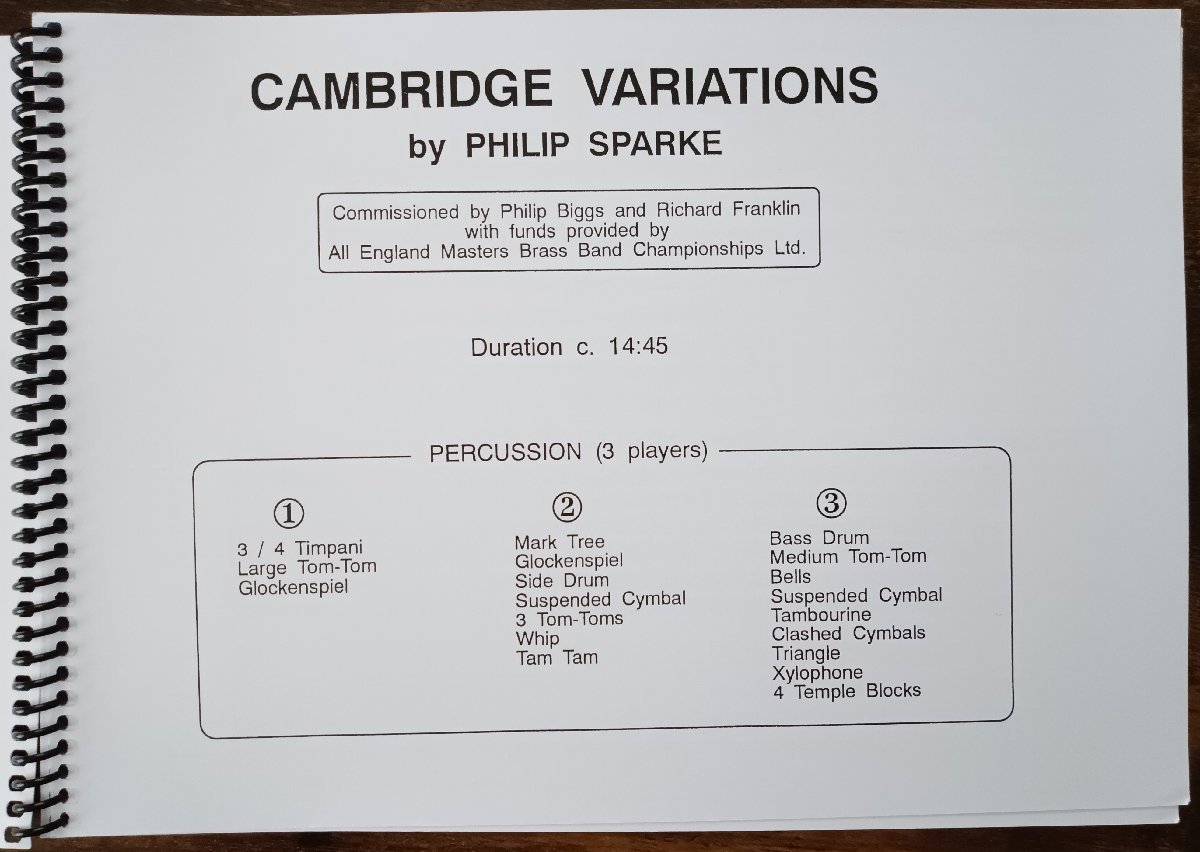 CAMBRIDGE VARIATIONS
by PHILIP SPARKE
Commissioned by Philip Biggs and Richard Franklin
with funds provided by
All England Masters Brass Band Championships Ltd.
Duration c. 14:45
PERCUSSION (3 players)
①
3 / 4 Timpani
Large Tom-Tom
Glockenspiel
②
Mark Tree
Glockenspiel
Side Drum
Suspended Cymbal
3 Tom-Toms
Whip
Tam Tam
③
Bass Drum
Medium Tom-Tom
Bells
Suspended Cymbal
Tambourine
Clashed Cymbals
Triangle
Xylophone
4 Temple Blocks